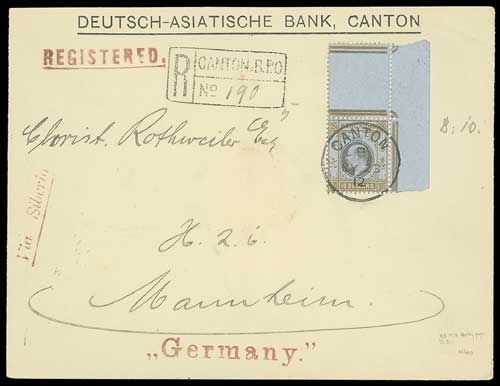 DEUTSCH-ASIATISCHE BANK, CANTON
REGISTERED.
R
CANTON B.P.O
No 190
CANTON
12
Christ. Rothweiler Esq
B. 10.
Via Siberia
H. 2. 6.
Mannheim.
„Germany."